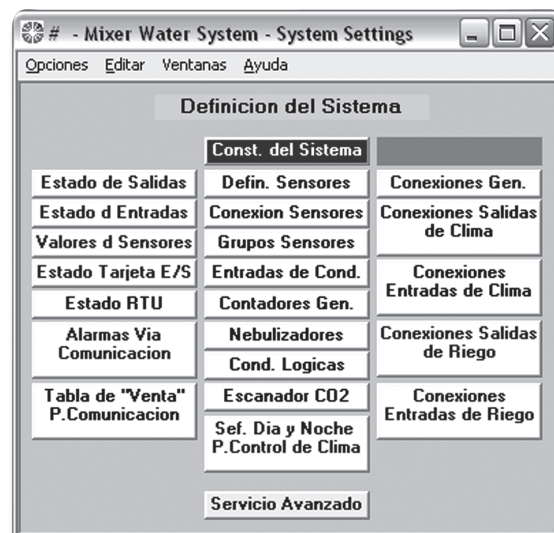 # - Mixer Water System - System Settings
Opciones Editar Ventanas Ayuda
Definicion del Sistema
Const. del Sistema
Estado de Salidas
Estado d Entradas
Valores d Sensores
Estado Tarjeta E/S
Estado RTU
Alarmas Via
Comunicacion
Tabla de "Venta"
P.Comunicacion
Defin. Sensores
Conexion Sensores
Grupos Sensores
Entradas de Cond.
Contadores Gen.
Nebulizadores
Cond. Logicas
Escanador CO2
Sef. Dia y Noche
P.Control de Clima
Servicio Avanzado
Conexiones Gen.
Conexiones Salidas
de Clima
Conexiones
Entradas de Clima
Conexiones Salidas
de Riego
Conexiones
Entradas de Riego